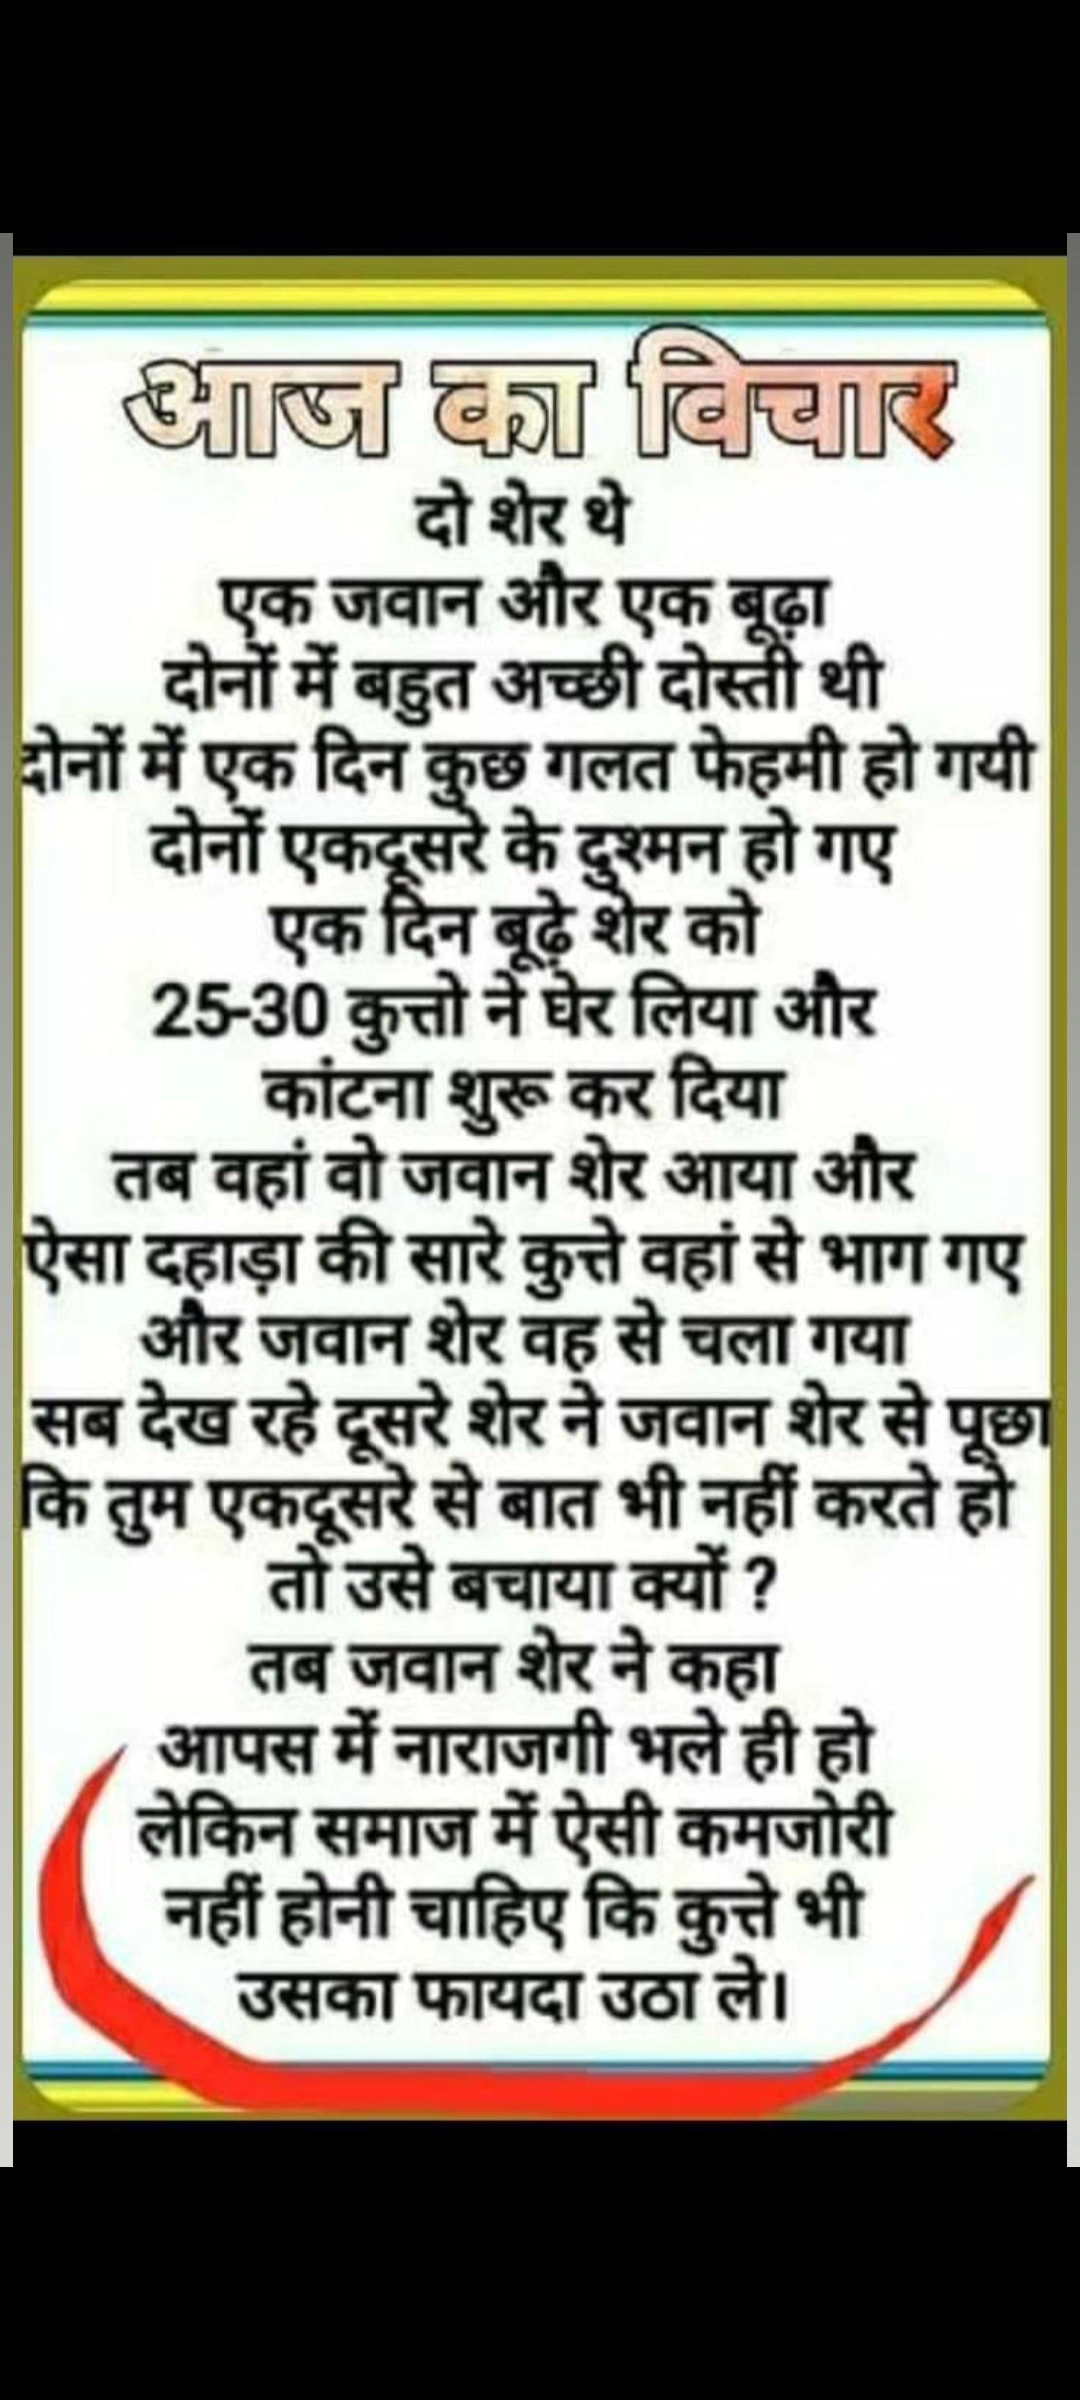 आज का विचार
दो शेर थे
एक जवान और एक बूढ़ा
दोनों में बहुत अच्छी दोस्ती थी
दोनों में एक दिन कुछ गलत फेहमी हो गयी
दोनों एकदूसरे के दुश्मन हो गए
एक दिन बूढ़े शेर को
25-30 कुत्तो ने घेर लिया और
कांटना शुरू कर दिया
तब वहां वो जवान शेर आया और
ऐसा दहाड़ा की सारे कुत्ते वहां से भाग गए
और जवान शेर वह से चला गया
सब देख रहे दूसरे शेर ने जवान शेर से पूछा
कि तुम एकदूसरे से बात भी नहीं करते हो
तो उसे बचाया क्यों ?
तब जवान शेर ने कहा
आपस में नाराजगी भले ही हो
लेकिन समाज में ऐसी कमजोरी
नहीं होनी चाहिए कि कुत्ते भी
उसका फायदा उठा ले।